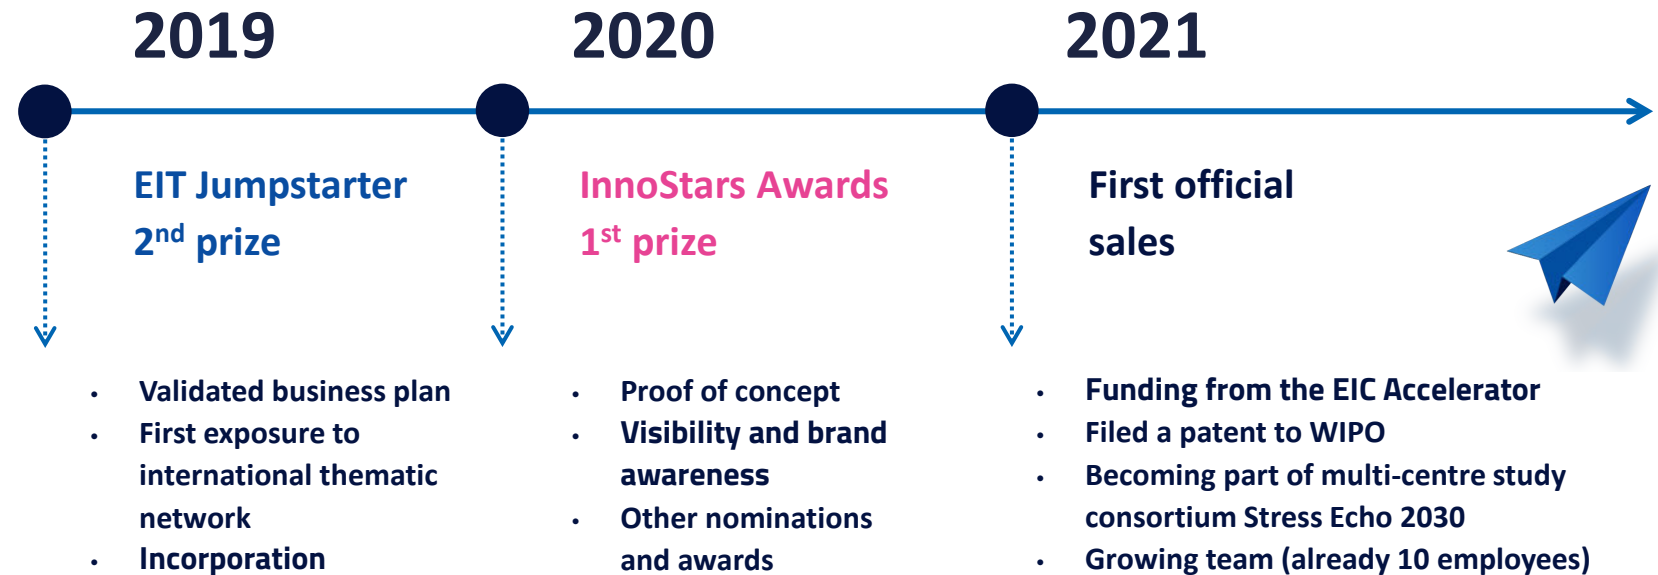 2019
2020
2021
EIT Jumpstarter
2nd prize
InnoStars Awards
1st prize
First official
sales
• Validated business plan
• First exposure to
international thematic
network
• Incorporation
• Proof of concept
• Visibility and brand
awareness
• Other nominations
and awards
• Funding from the EIC Accelerator
• Filed a patent to WIPO
• Becoming part of multi-centre study
consortium Stress Echo 2030
• Growing team (already 10 employees)